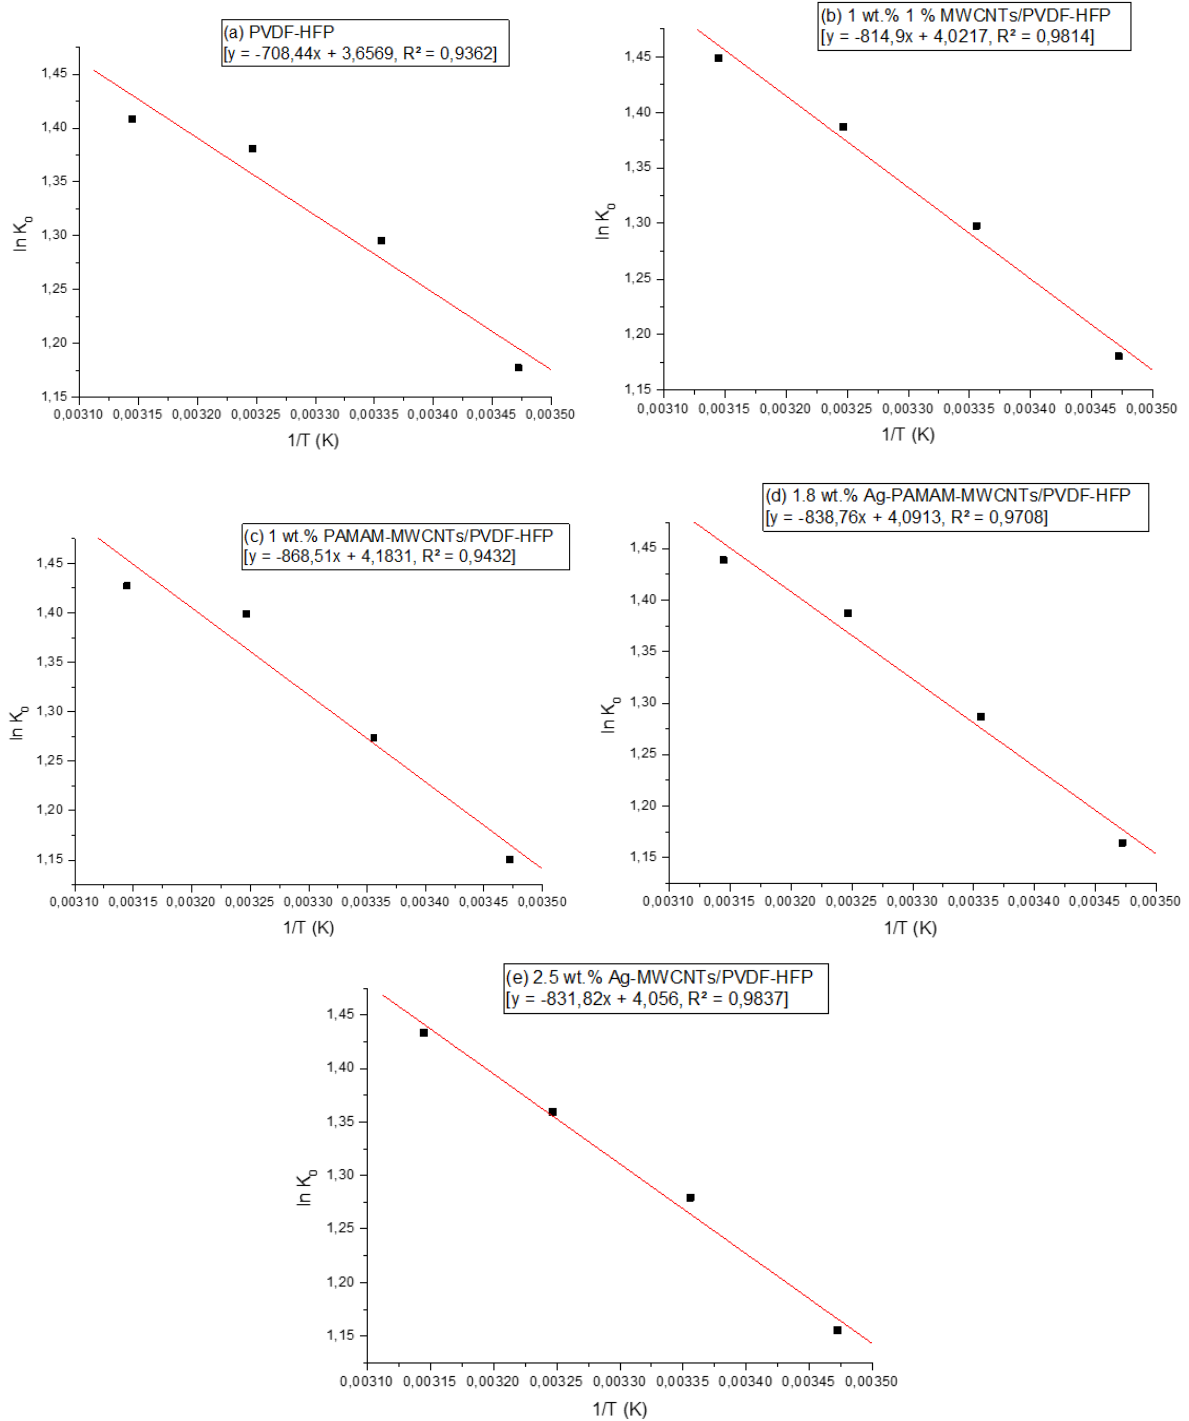 (a) PVDF-HFP
[y = -708,44x + 3,6569, R² = 0,9362]
1,45
1,40
1,35
1,30
1,25
1,20
1,15
ln K₀
0,00310 0,00315 0,00320 0,00325 0,00330 0,00335 0,00340 0,00345 0,00350
1/T (K)
(b) 1 wt.% 1 % MWCNTs/PVDF-HFP
[y = -814,9x + 4,0217, R² = 0,9814]
1,45
1,40
1,35
1,30
1,25
1,20
1,15
ln K₀
0,00310 0,00315 0,00320 0,00325 0,00330 0,00335 0,00340 0,00345 0,00350
1/T (K)
(c) 1 wt.% PAMAM-MWCNTs/PVDF-HFP
[y = -868,51x + 4,1831, R² = 0,9432]
1,45
1,40
1,35
1,30
1,25
1,20
1,15
ln K₀
0,00310 0,00315 0,00320 0,00325 0,00330 0,00335 0,00340 0,00345 0,00350
1/T (K)
(d) 1.8 wt.% Ag-PAMAM-MWCNTs/PVDF-HFP
[y = -838,76x + 4,0913, R² = 0,9708]
1,45
1,40
1,35
1,30
1,25
1,20
1,15
ln K₀
0,00310 0,00315 0,00320 0,00325 0,00330 0,00335 0,00340 0,00345 0,00350
1/T (K)
(e) 2.5 wt.% Ag-MWCNTs/PVDF-HFP
[y = -831,82x + 4,056, R² = 0,9837]
1,45
1,40
1,35
1,30
1,25
1,20
1,15
ln K₀
0,00310 0,00315 0,00320 0,00325 0,00330 0,00335 0,00340 0,00345 0,00350
1/T (K)